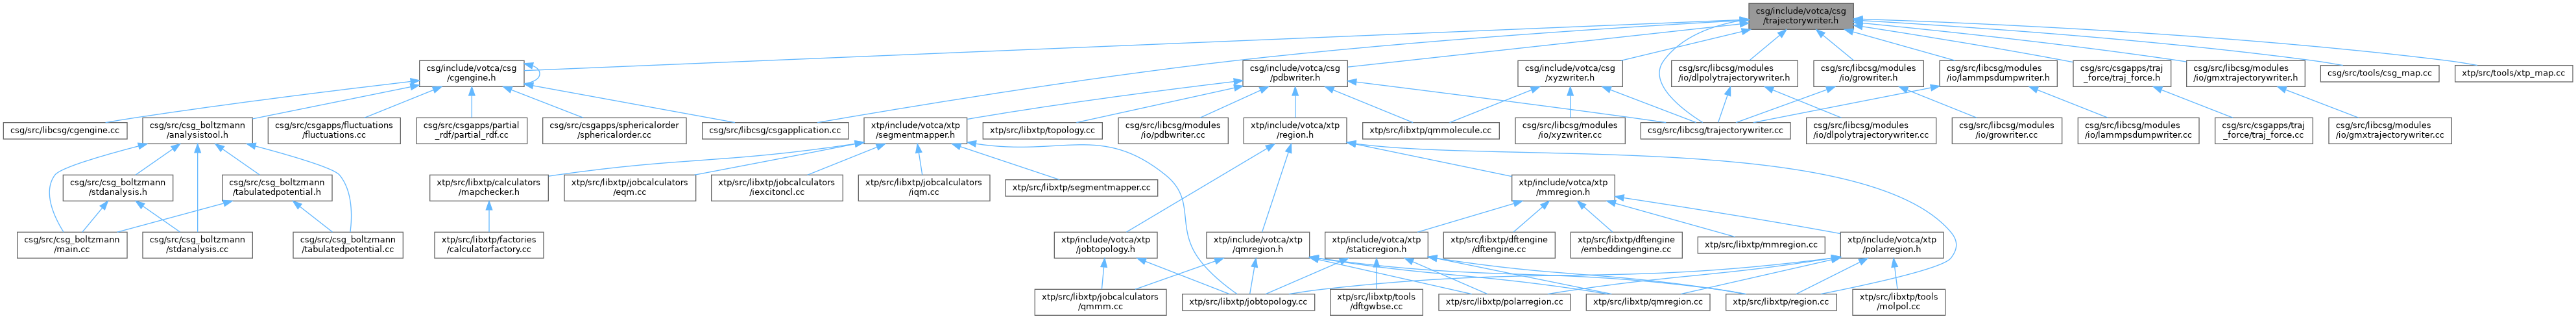 csg/include/votca/csg
/trajectorywriter.h
csg/include/votca/csg
/cgengine.h
csg/include/votca/csg
/pdbwriter.h
csg/include/votca/csg
/xyzwriter.h
csg/src/libcsg/modules
/io/dlpolytrajectorywriter.h
csg/src/libcsg/modules
/io/growriter.h
csg/src/libcsg/modules
/io/lammpsdumpwriter.h
csg/src/csgapps/traj
_force/traj_force.h
csg/src/libcsg/modules
/io/gmxtrajectorywriter.h
csg/src/tools/csg_map.cc
xtp/src/tools/xtp_map.cc
csg/src/libcsg/cgengine.cc
csg/src/csg_boltzmann
/analysistool.h
csg/src/csgapps/fluctuations
/fluctuations.cc
csg/src/csgapps/partial
_rdf/partial_rdf.cc
csg/src/csgapps/sphericalorder
/sphericalorder.cc
csg/src/libcsg/csgapplication.cc
xtp/include/votca/xtp
/segmentmapper.h
xtp/src/libxtp/topology.cc
csg/src/libcsg/modules
/io/pdbwriter.cc
xtp/include/votca/xtp
/region.h
xtp/src/libxtp/qmmolecule.cc
csg/src/libcsg/modules
/io/xyzwriter.cc
csg/src/libcsg/trajectorywriter.cc
csg/src/libcsg/modules
/io/dlpolytrajectorywriter.cc
csg/src/libcsg/modules
/io/growriter.cc
csg/src/libcsg/modules
/io/lammpsdumpwriter.cc
csg/src/csgapps/traj
_force/traj_force.cc
csg/src/libcsg/modules
/io/gmxtrajectorywriter.cc
csg/src/csg_boltzmann
/stdanalysis.h
csg/src/csg_boltzmann
/tabulatedpotential.h
xtp/src/libxtp/calculators
/mapchecker.h
xtp/src/libxtp/jobcalculators
/eqm.cc
xtp/src/libxtp/jobcalculators
/iexcitoncl.cc
xtp/src/libxtp/jobcalculators
/iqm.cc
xtp/src/libxtp/segmentmapper.cc
xtp/include/votca/xtp
/mmregion.h
csg/src/csg_boltzmann
/main.cc
csg/src/csg_boltzmann
/stdanalysis.cc
csg/src/csg_boltzmann
/tabulatedpotential.cc
xtp/src/libxtp/factories
/calculatorfactory.cc
xtp/include/votca/xtp
/jobtopology.h
xtp/include/votca/xtp
/qmregion.h
xtp/include/votca/xtp
/staticregion.h
xtp/src/libxtp/dftengine
/dftengine.cc
xtp/src/libxtp/dftengine
/embeddingengine.cc
xtp/src/libxtp/mmregion.cc
xtp/include/votca/xtp
/polarregion.h
xtp/src/libxtp/jobcalculators
/qmmm.cc
xtp/src/libxtp/jobtopology.cc
xtp/src/libxtp/tools
/dftgwbse.cc
xtp/src/libxtp/polarregion.cc
xtp/src/libxtp/qmregion.cc
xtp/src/libxtp/region.cc
xtp/src/libxtp/tools
/molpol.cc